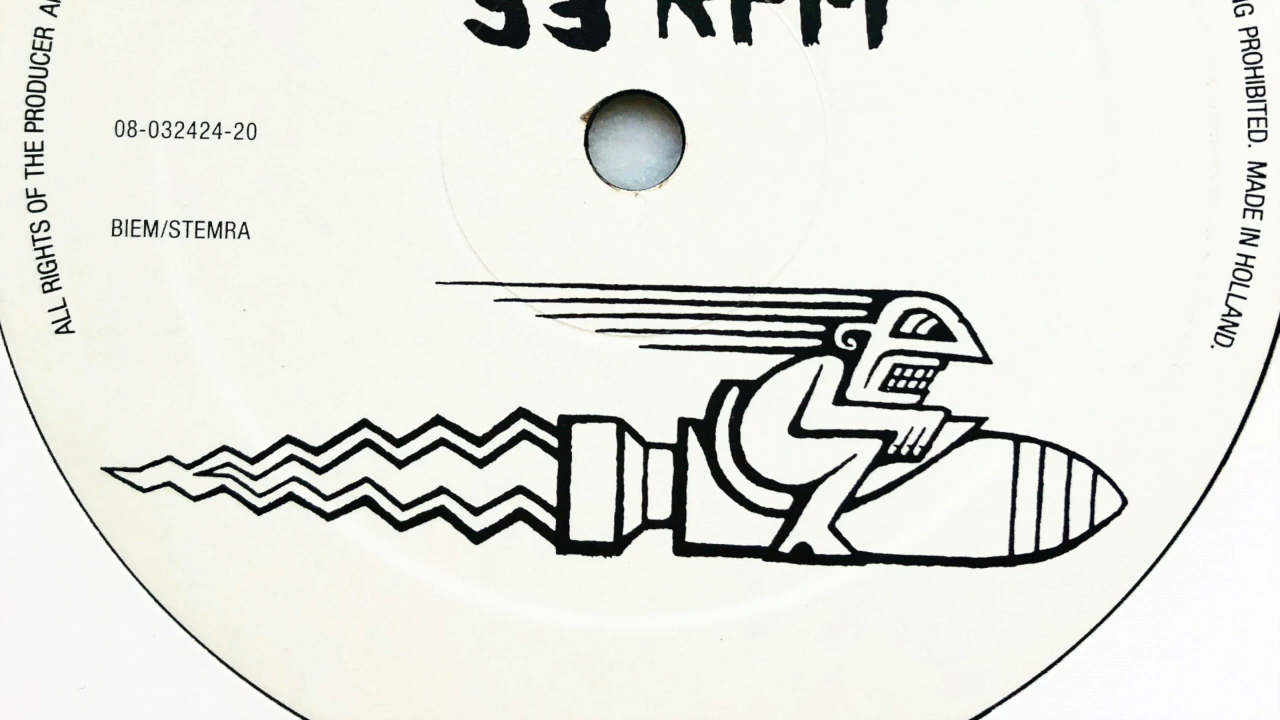 33 RPM
08-032424-20
BIEM/STEMRA
ALL RIGHTS OF THE PRODUCER
PROHIBITED. MADE IN HOLLAND.